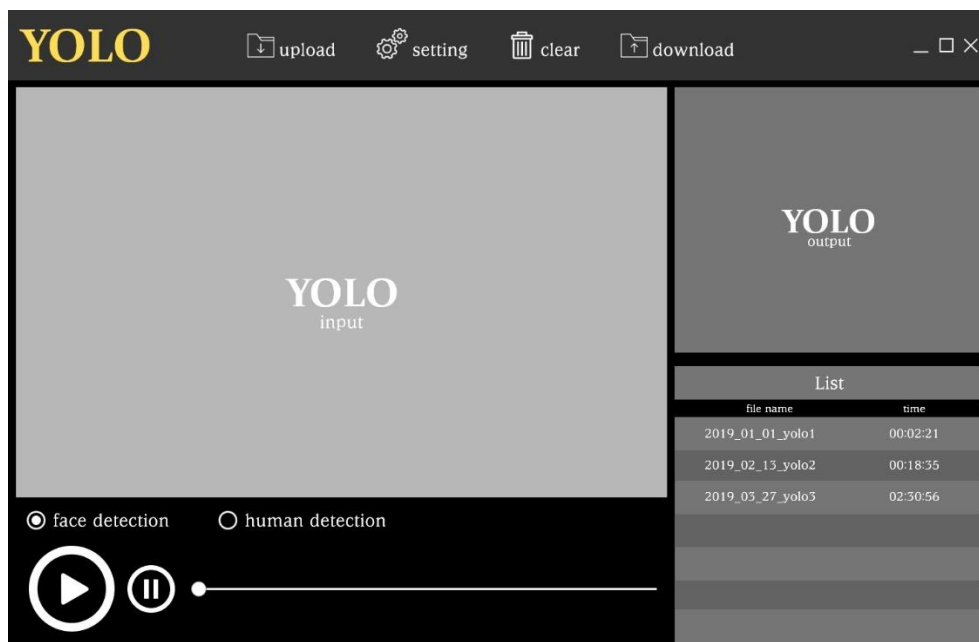 YOLO upload setting clear download
YOLO
input
YOLO
output
List
file name time
2019_01_01_yolo1 00:02:21
2019_02_13_yolo2 00:18:35
2019_03_27_yolo3 02:30:56
face detection human detection